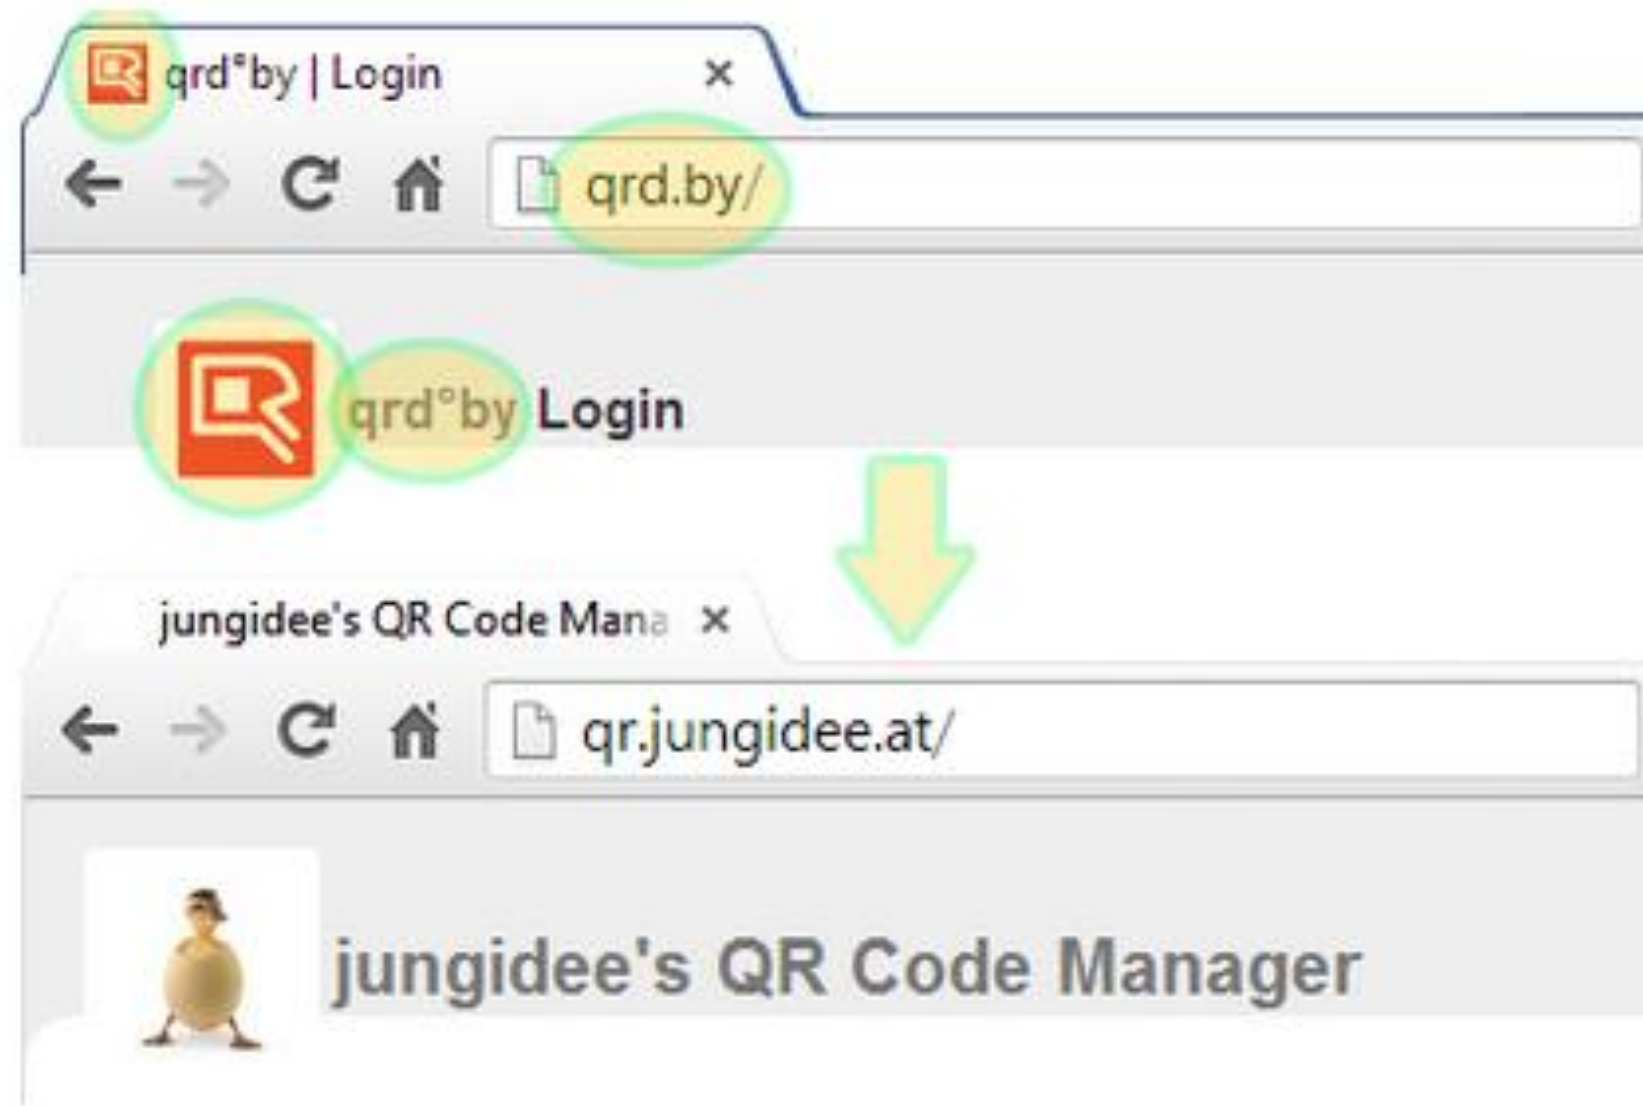 qrd°by | Login
qrd.by/
qrd°by Login
jungidee's QR Code Mana
qr.jungidee.at/
jungidee's QR Code Manager